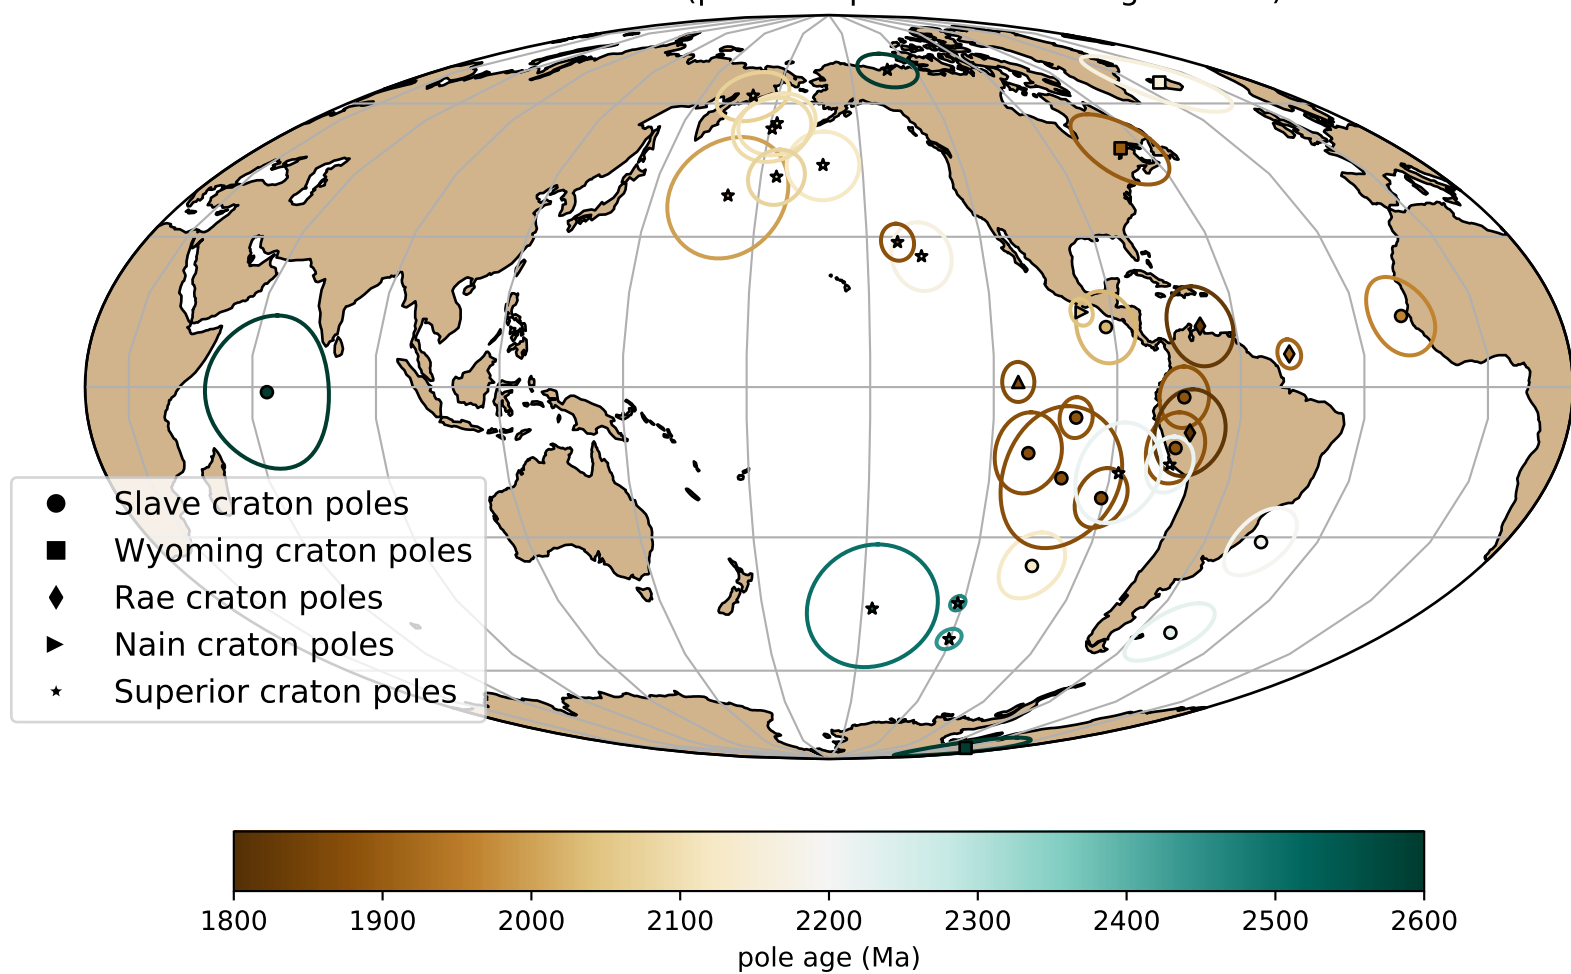 Slave craton poles
Wyoming craton poles
Rae craton poles
Nain craton poles
Superior craton poles
1800 1900 2000 2100 2200 2300 2400 2500 2600
pole age (Ma)